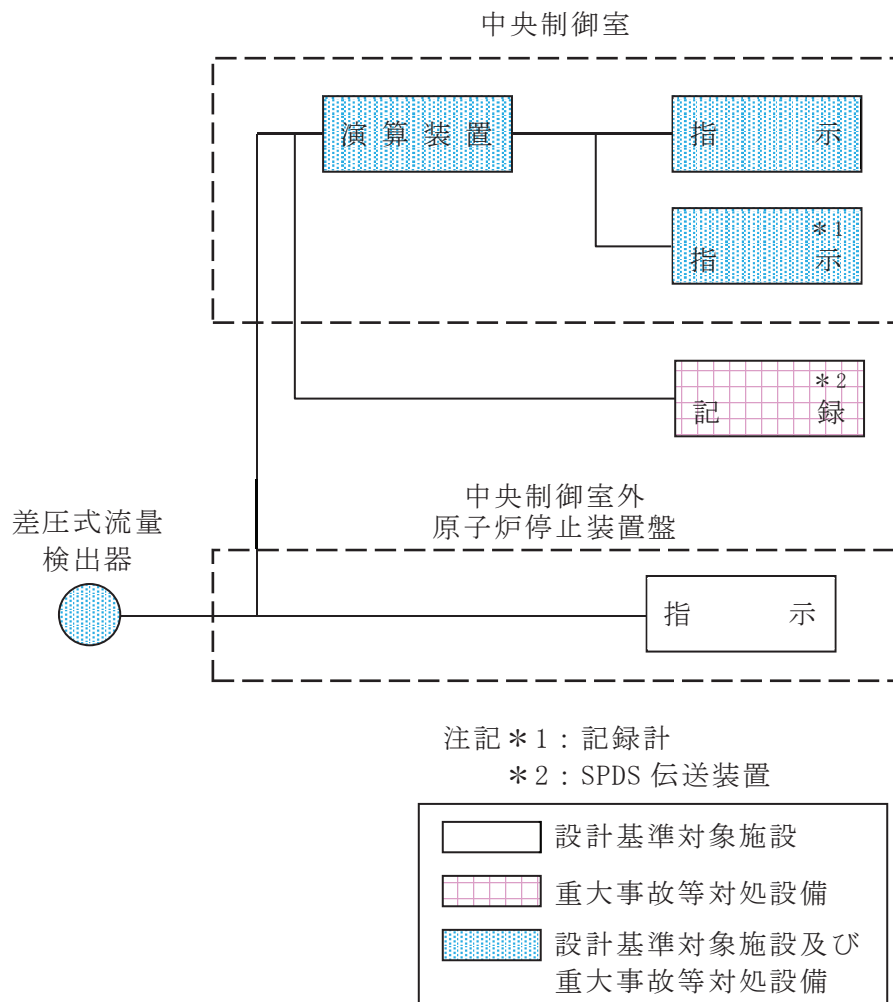 中央制御室
演算装置
指示
＊1
指示
＊2
記録
中央制御室外
原子炉停止装置盤
差圧式流量
検出器
指示
注記＊1：記録計
＊2：SPDS 伝送装置
設計基準対象施設
重大事故等対処設備
設計基準対象施設及び
重大事故等対処設備